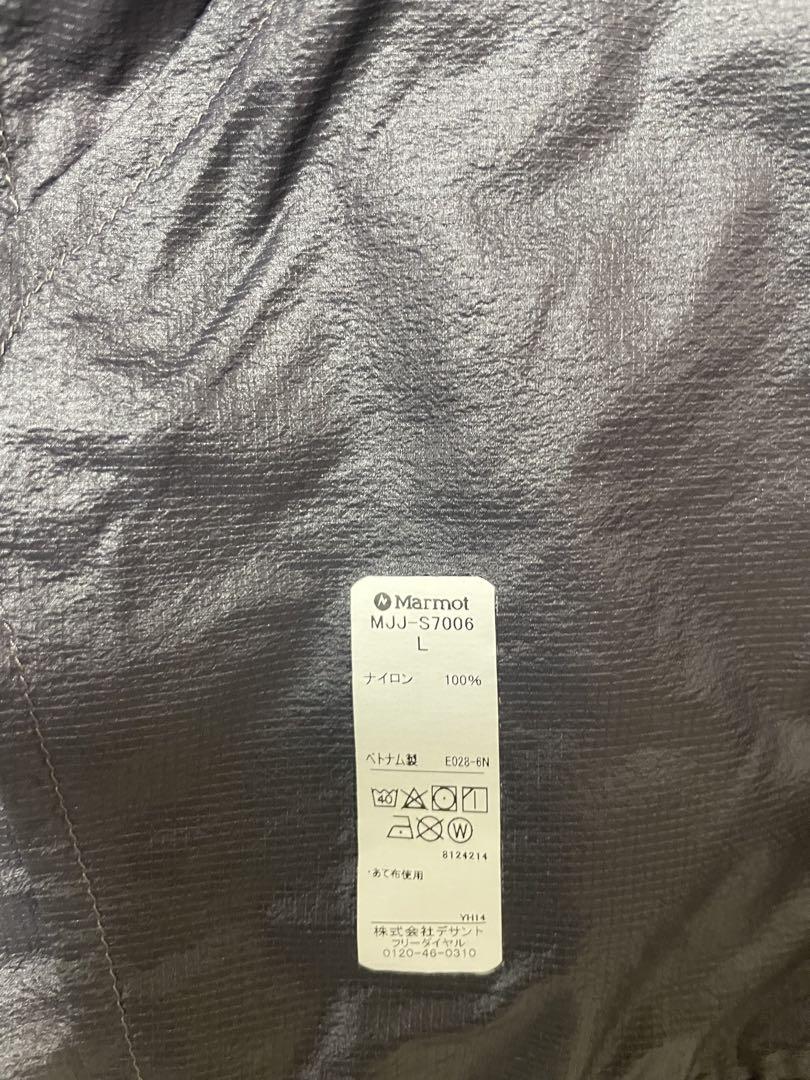 Marmot
MJJ-S7006
L
ナイロン 100%
ベトナム製 E028-6N
40
W
8124214
・あて布使用
YH14
株式会社デサント
フリーダイヤル
0120-46-0310